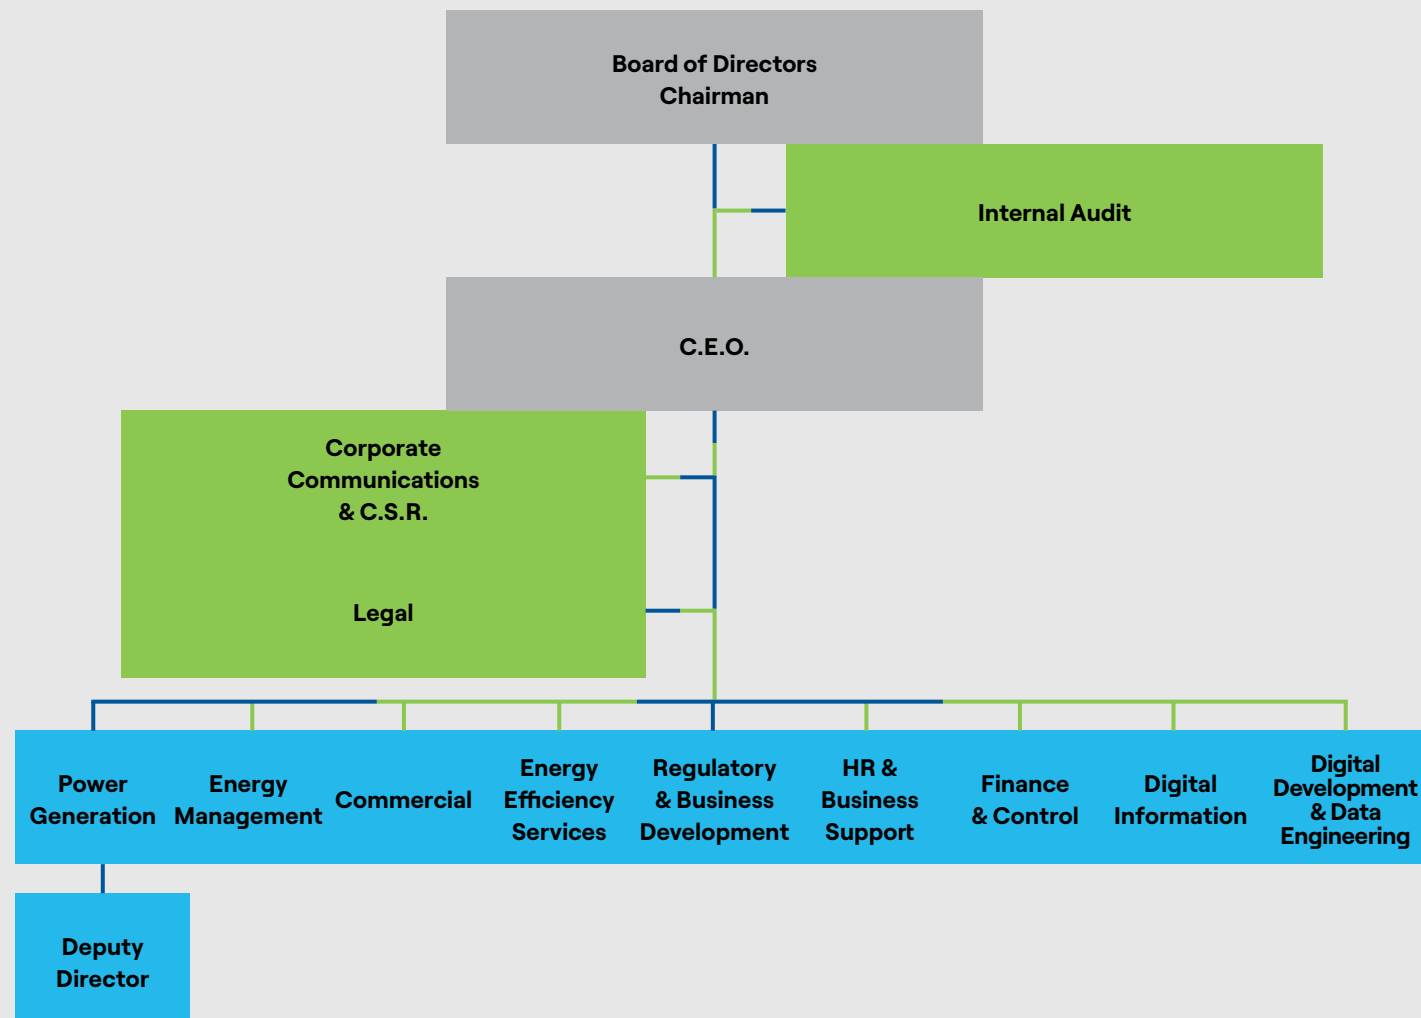 Board of Directors
Chairman
Internal Audit
C.E.O.
Corporate
Communications
& C.S.R.
Legal
Power
Generation
Energy
Management
Commercial
Energy
Efficiency
Services
Regulatory
& Business
Development
HR &
Business
Support
Finance
& Control
Digital
Information
Digital
Development
& Data
Engineering
Deputy
Director